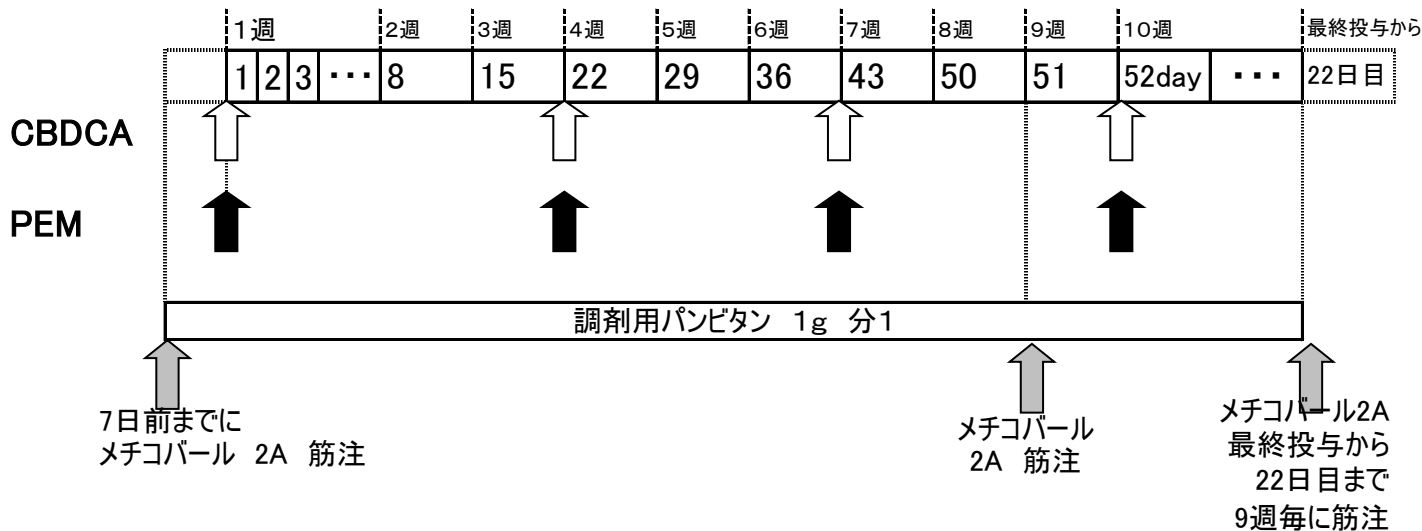 1週 2週 3週 4週 5週 6週 7週 8週 9週 10週 最終投与から
1 2 3 ・・・ 8 15 22 29 36 43 50 51 52day ・・・ 22日目
CBDCA
PEM
調剤用パンビタン 1g 分1
7日前までに
メチコバール 2A 筋注
メチコバール
2A 筋注
メチコバール2A
最終投与から
22日目まで
9週毎に筋注